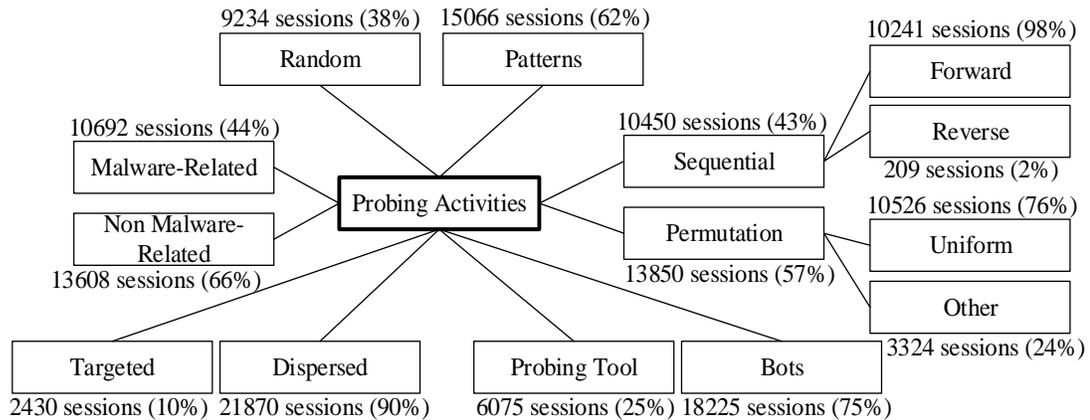 9234 sessions (38%)
Random
15066 sessions (62%)
Patterns
10692 sessions (44%)
Malware-Related
Non Malware-
Related
13608 sessions (66%)
Probing Activities
10450 sessions (43%)
Sequential
10241 sessions (98%)
Forward
Reverse
209 sessions (2%)
Permutation
13850 sessions (57%)
10526 sessions (76%)
Uniform
Other
3324 sessions (24%)
Targeted
2430 sessions (10%)
Dispersed
21870 sessions (90%)
Probing Tool
6075 sessions (25%)
Bots
18225 sessions (75%)